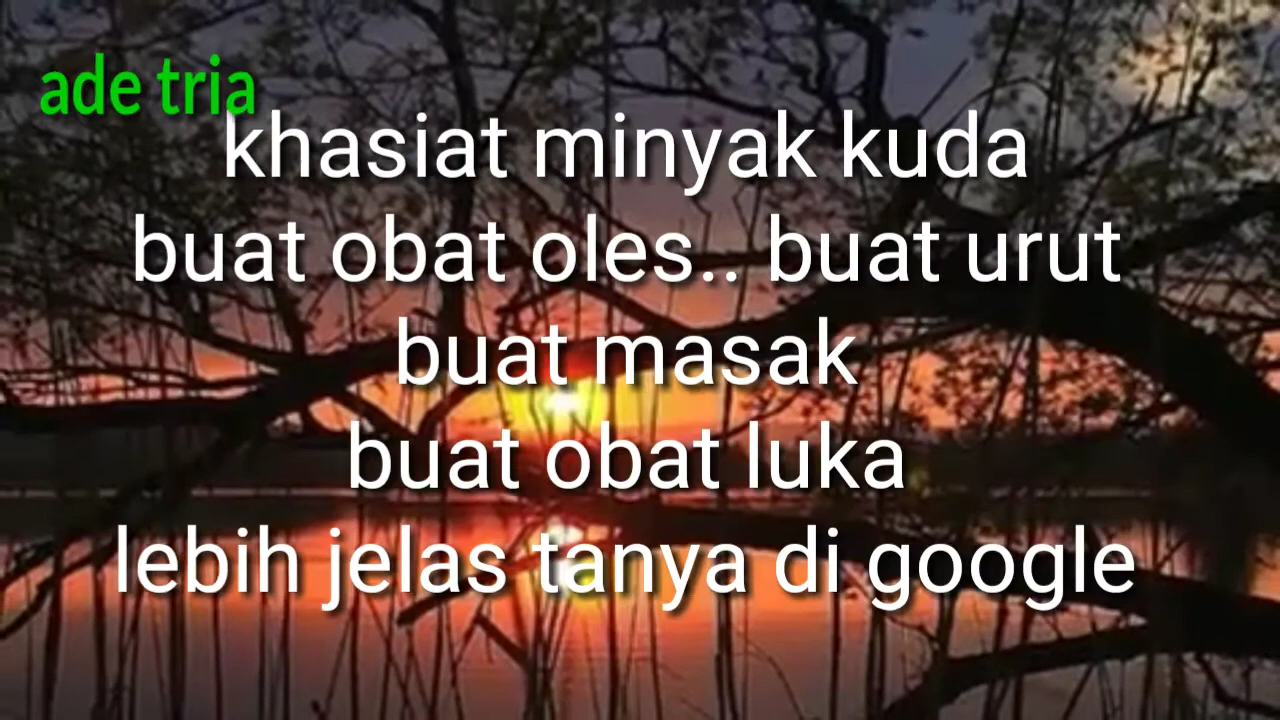 ade tria
khasiat minyak kuda
buat obat oles.. buat urut
buat masak
buat obat luka
lebih jelas tanya di google